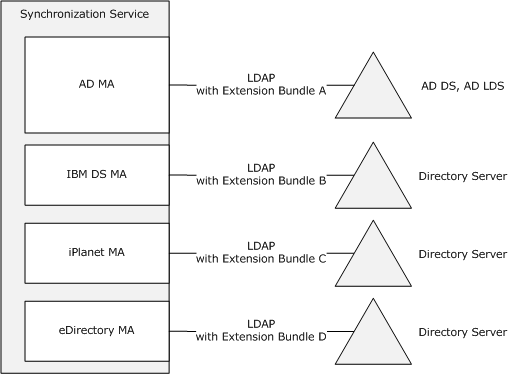 Synchronization Service
AD MA
LDAP
with Extension Bundle A
AD DS, AD LDS
IBM DS MA
LDAP
with Extension Bundle B
Directory Server
iPlanet MA
LDAP
with Extension Bundle C
Directory Server
eDirectory MA
LDAP
with Extension Bundle D
Directory Server